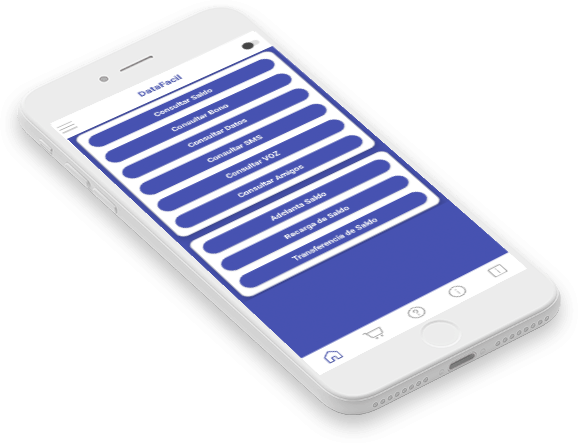 DataFacil
Consultar Saldo
Consultar Bono
Consultar Datos
Consultar SMS
Consultar VOZ
Consultar Amigos
Adelanta Saldo
Recarga de Saldo
Transferencia de Saldo